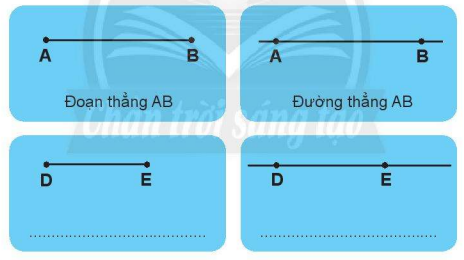 A B
A B
Đoạn thẳng AB
Đường thẳng AB
Chân trời sáng tạo
D E
D E
........................................
........................................